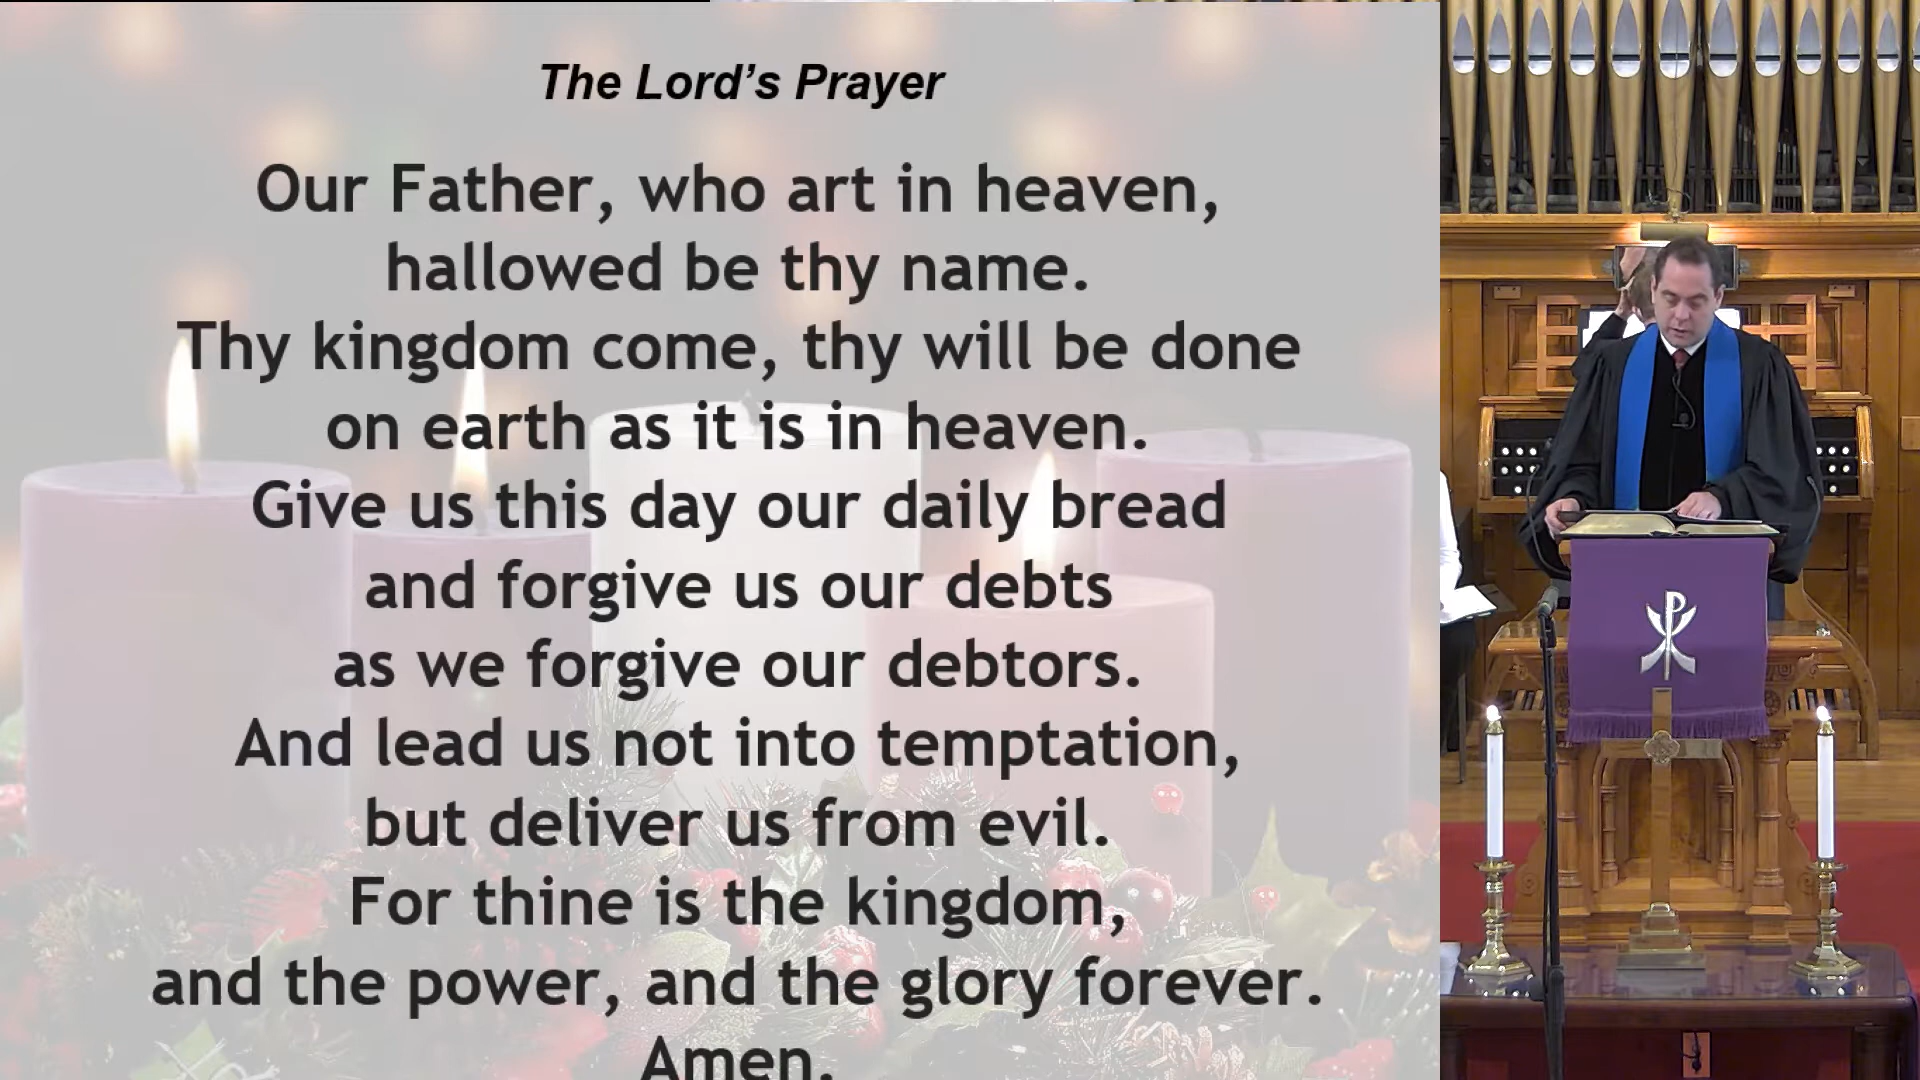 The Lord's Prayer
Our Father, who art in heaven,
hallowed be thy name.
Thy kingdom come, thy will be done
on earth as it is in heaven.
Give us this day our daily bread
and forgive us our debts
as we forgive our debtors.
And lead us not into temptation,
but deliver us from evil.
For thine is the kingdom,
and the power, and the glory forever.
Amen.